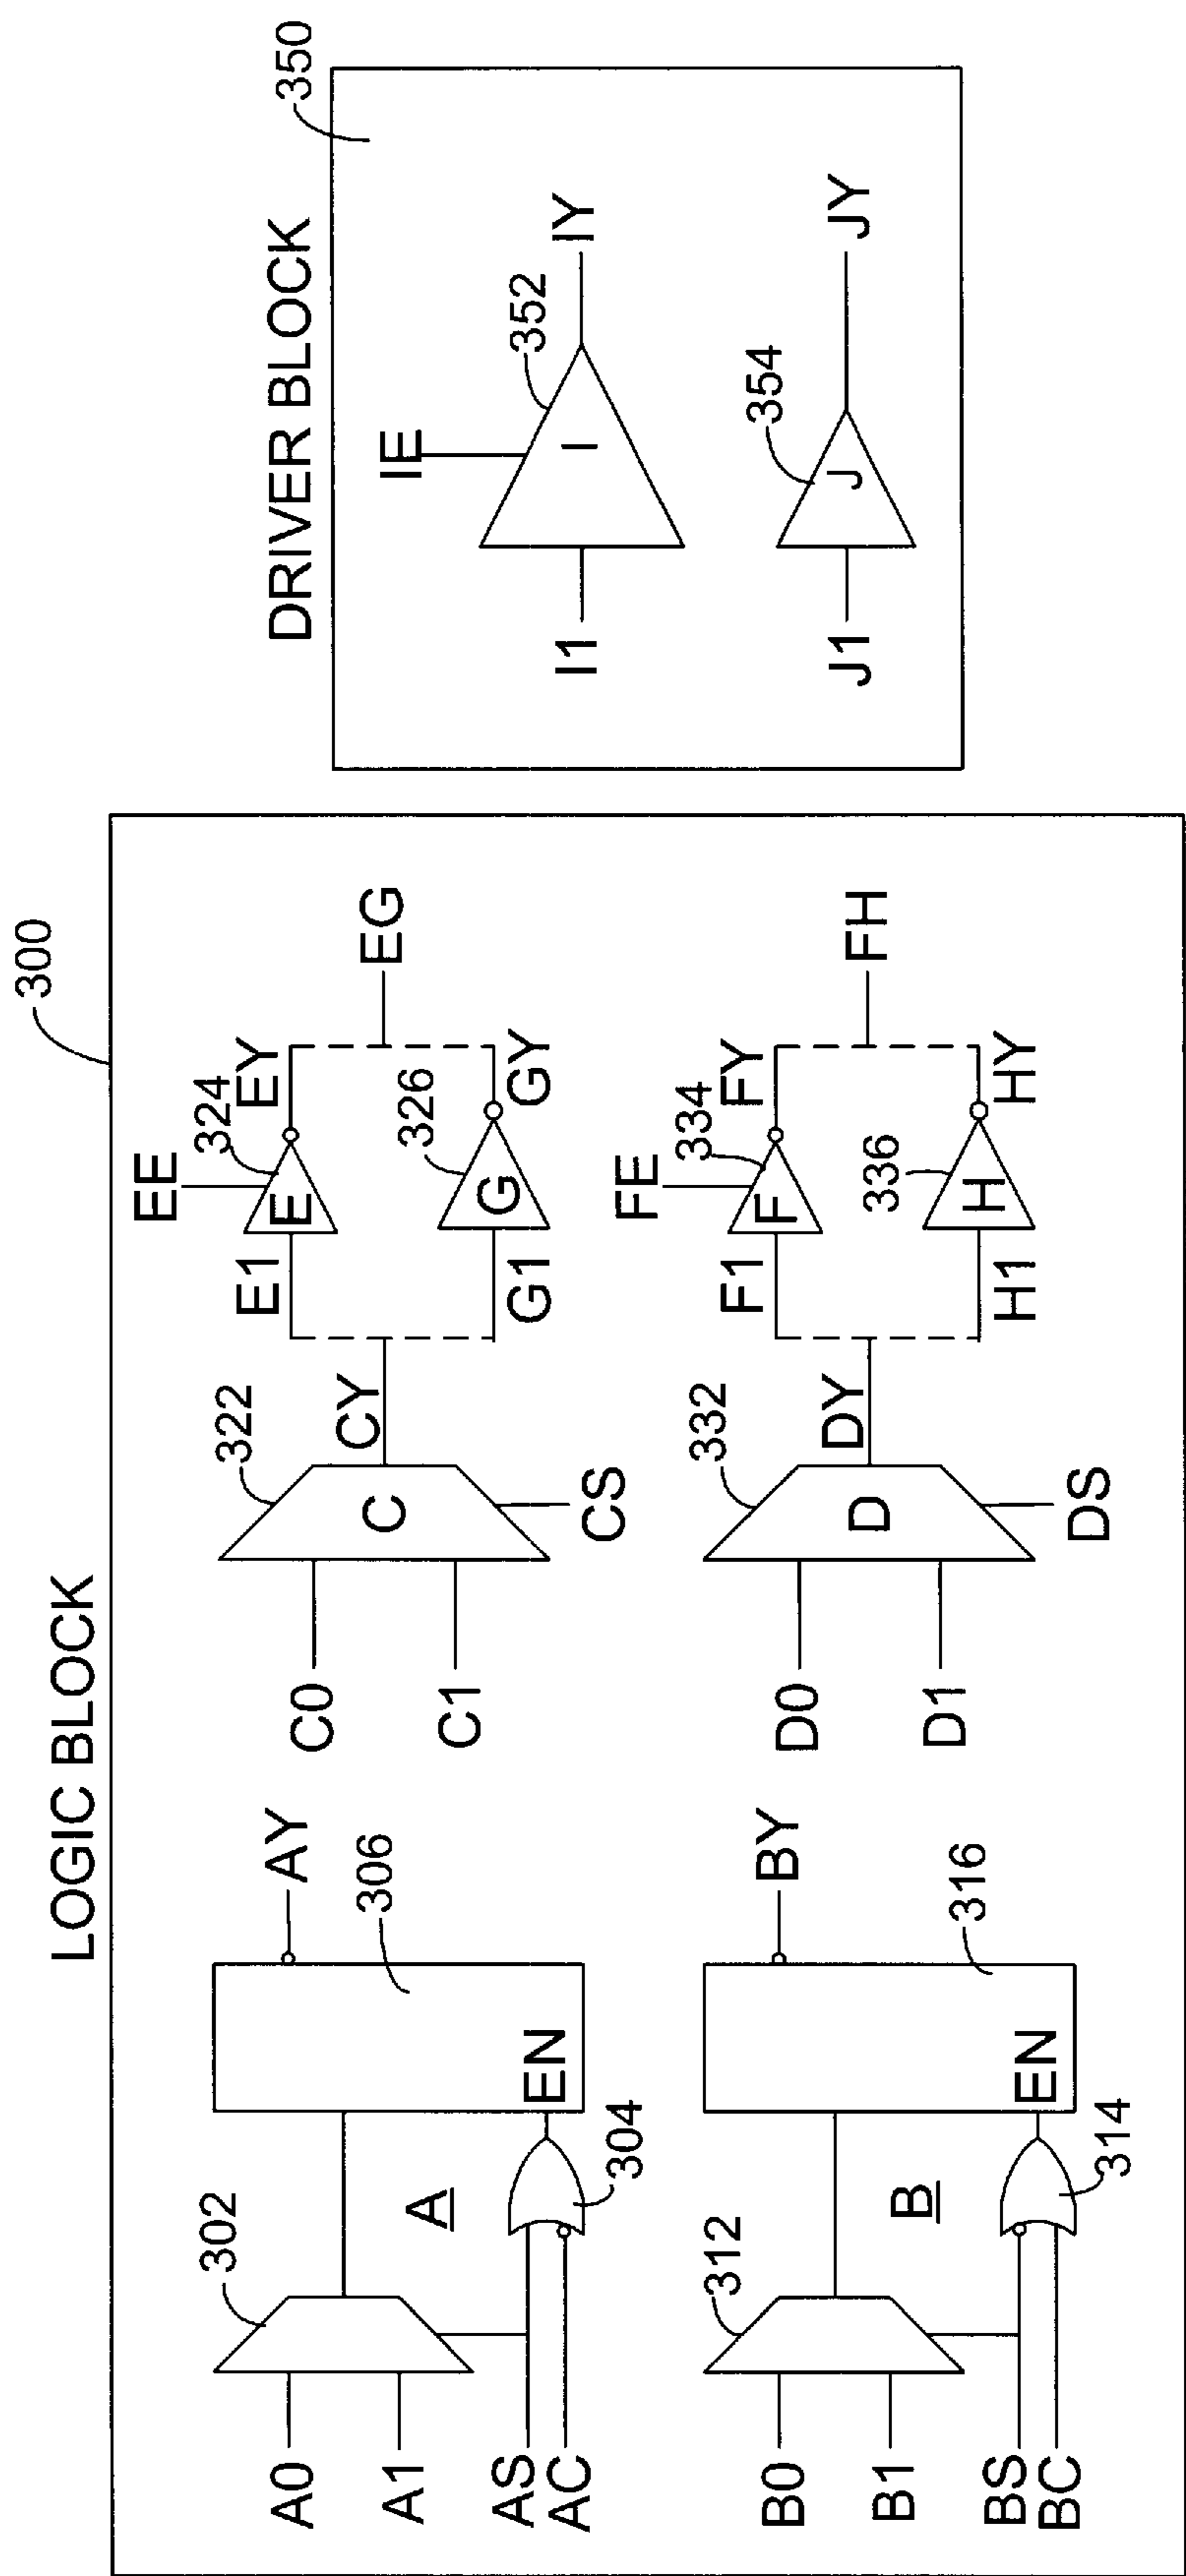 LOGIC BLOCK
300
A0
A1
AS
AC
302
A
304
EN
306
AY
B0
B1
BS
BC
312
B
314
EN
316
BY
C0
C1
322
C
CS
CY
E1
G1
EE
324
E
EY
326
G
GY
EG
D0
D1
332
D
DS
DY
F1
H1
FE
334
F
FY
336
H
HY
FH
DRIVER BLOCK
350
I1
IE
352
I
IY
J1
354
J
JY